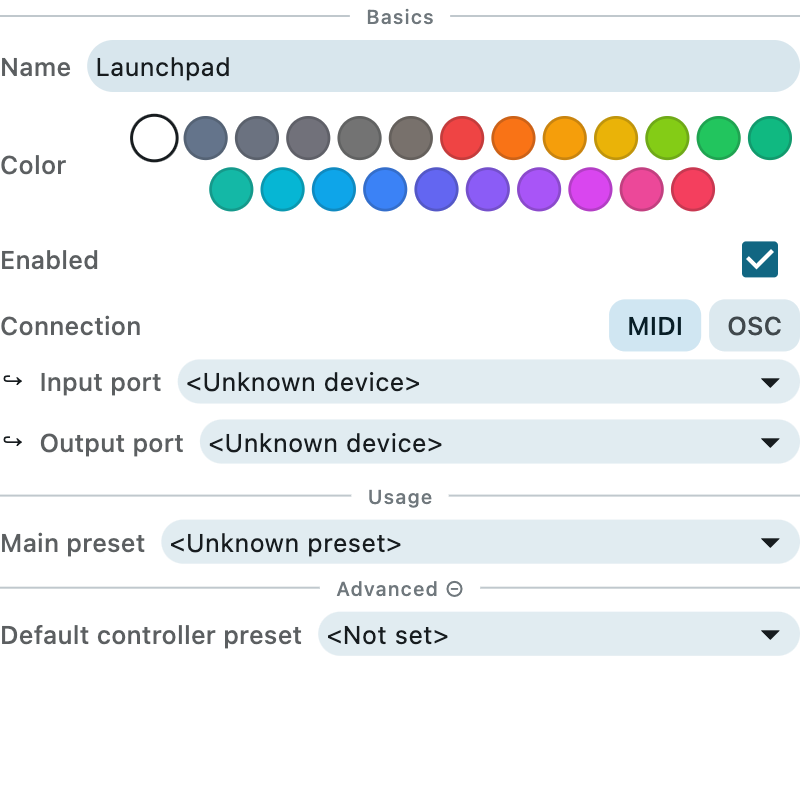 Basics
Name Launchpad
Color
Enabled
Connection MIDI OSC
Input port <Unknown device>
Output port <Unknown device>
Usage
Main preset <Unknown preset>
Advanced
Default controller preset <Not set>